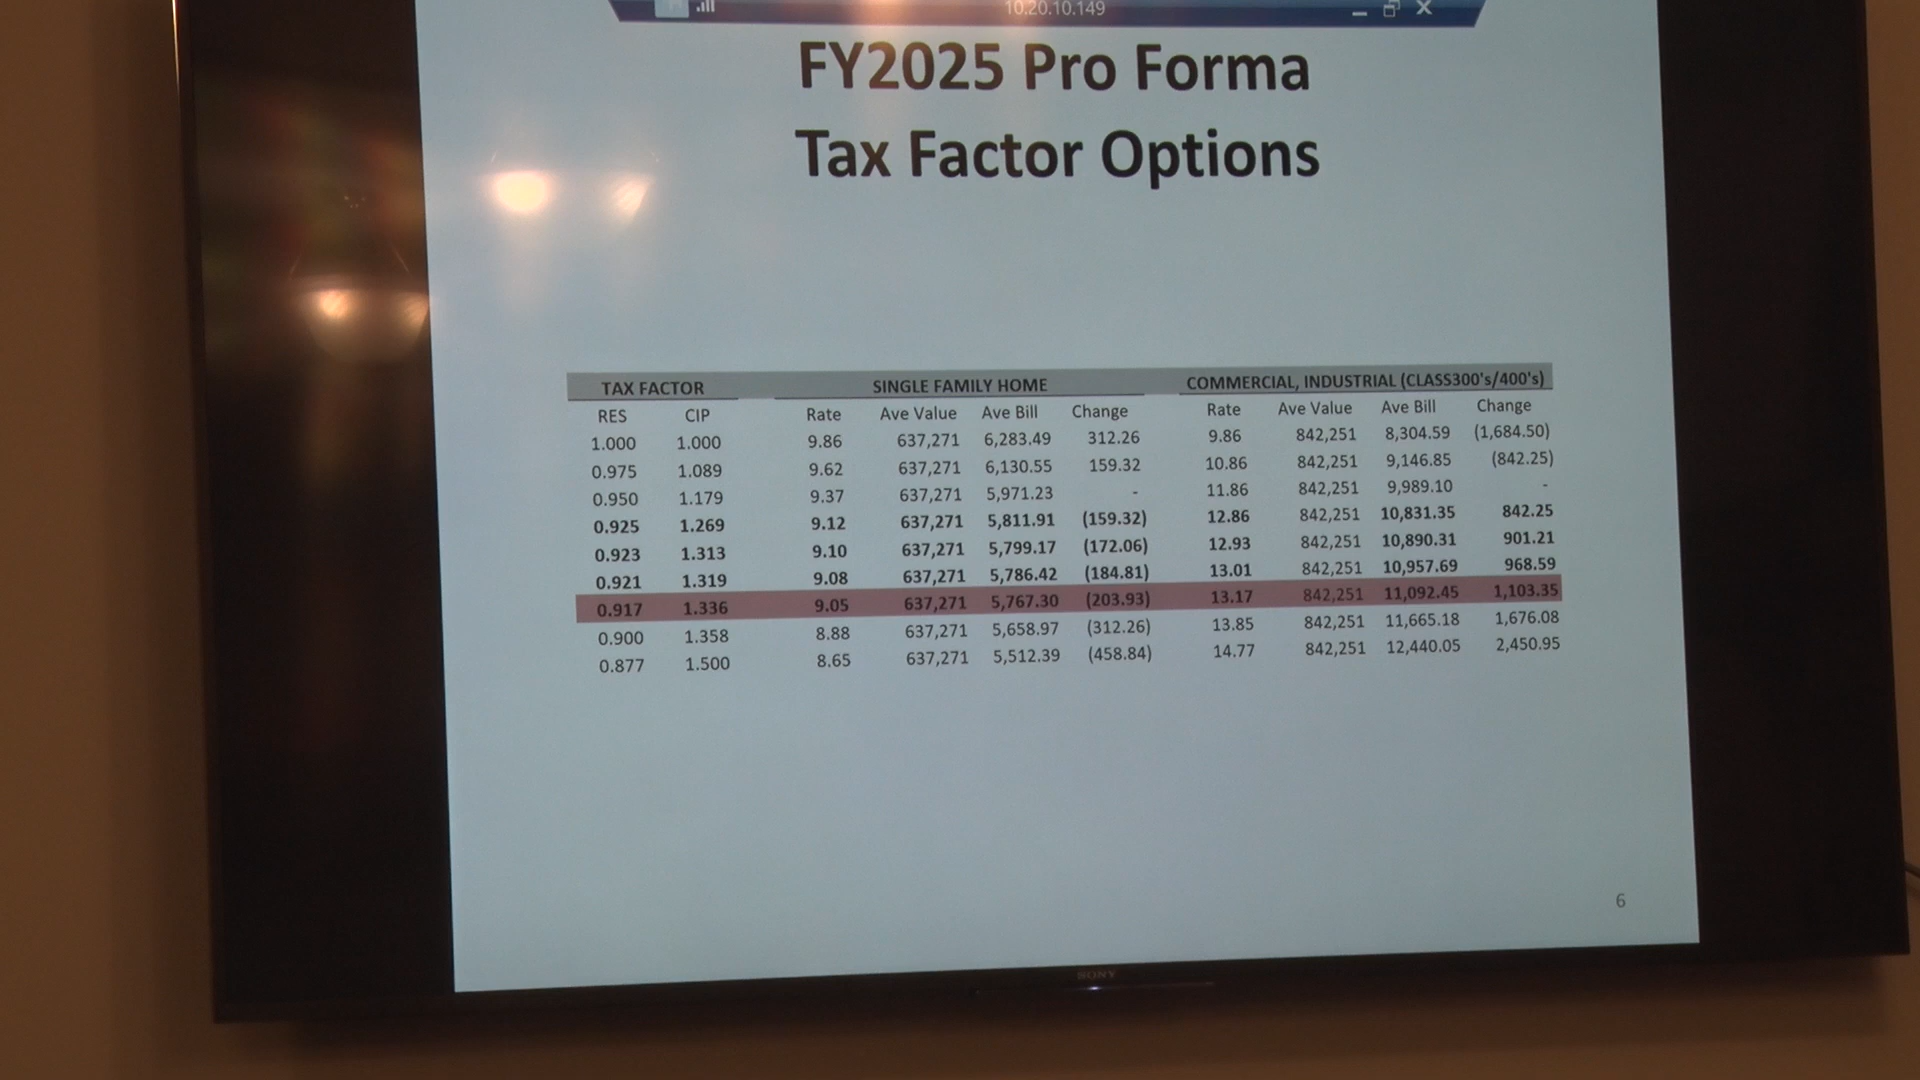 10.20.10.149
FY2025 Pro Forma
Tax Factor Options
TAX FACTOR SINGLE FAMILY HOME COMMERCIAL, INDUSTRIAL (CLASS300's/400's)
RES CIP Rate Ave Value Ave Bill Change Rate Ave Value Ave Bill Change
1.000 1.000 9.86 637,271 6,283.49 312.26 9.86 842,251 8,304.59 (1,684.50)
0.975 1.089 9.62 637,271 6,130.55 159.32 10.86 842,251 9,146.85 (842.25)
0.950 1.179 9.37 637,271 5,971.23 - 11.86 842,251 9,989.10 -
0.925 1.269 9.12 637,271 5,811.91 (159.32) 12.86 842,251 10,831.35 842.25
0.923 1.313 9.10 637,271 5,799.17 (172.06) 12.93 842,251 10,890.31 901.21
0.921 1.319 9.08 637,271 5,786.42 (184.81) 13.01 842,251 10,957.69 968.59
0.917 1.336 9.05 637,271 5,767.30 (203.93) 13.17 842,251 11,092.45 1,103.35
0.900 1.358 8.88 637,271 5,658.97 (312.26) 13.85 842,251 11,665.18 1,676.08
0.877 1.500 8.65 637,271 5,512.39 (458.84) 14.77 842,251 12,440.05 2,450.95
6
SONY